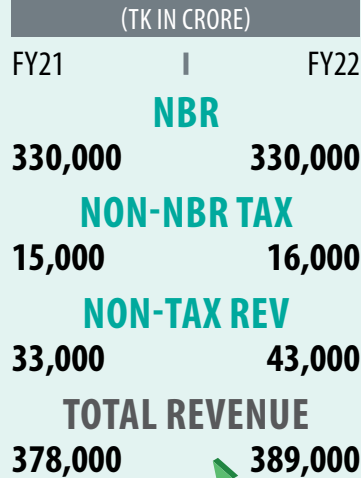 (TK IN CRORE)
FY21 | FY22
NBR
330,000 330,000
NON-NBR TAX
15,000 16,000
NON-TAX REV
33,000 43,000
TOTAL REVENUE
378,000 389,000